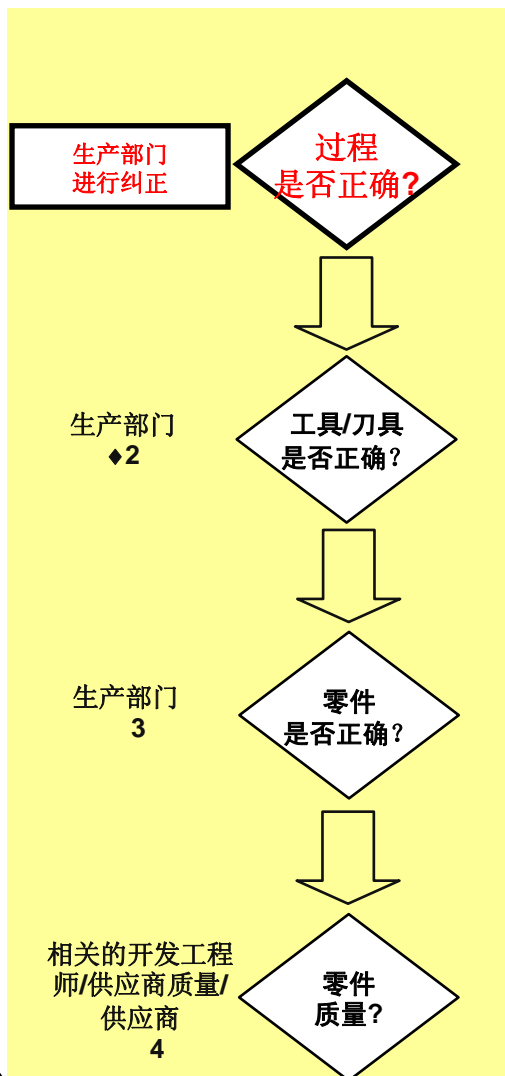 生产部门
进行纠正
过程
是否正确?
生产部门
♦2
工具/刀具
是否正确？
生产部门
3
零件
是否正确？
相关的开发工程
师/供应商质量/
供应商
4
零件
质量?